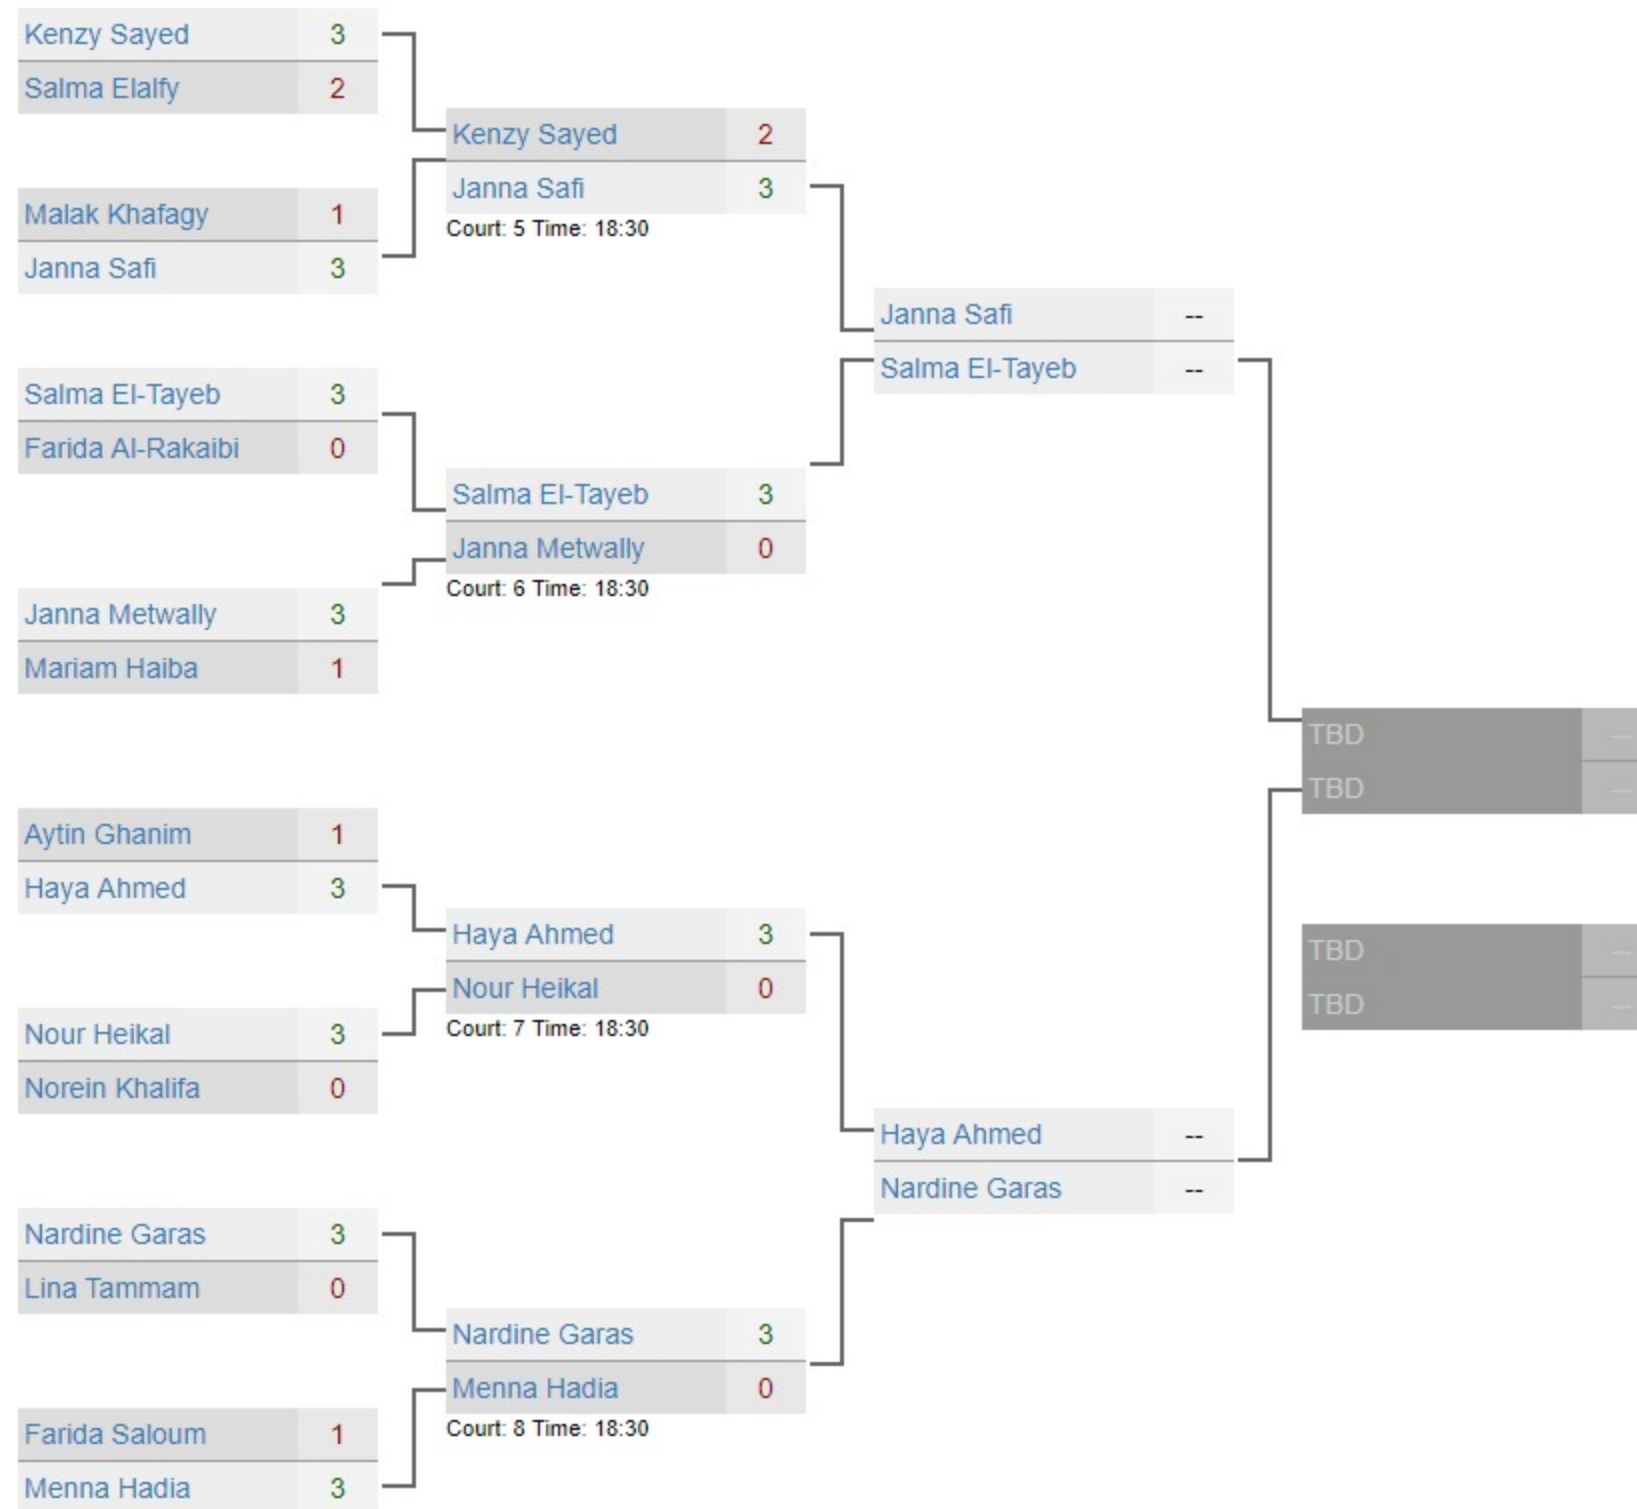 Kenzy Sayed 3
Salma Elalfy 2
Malak Khafagy 1
Janna Safi 3
Salma El-Tayeb 3
Farida Al-Rakaibi 0
Janna Metwally 3
Mariam Haiba 1
Aytin Ghanim 1
Haya Ahmed 3
Nour Heikal 3
Norein Khalifa 0
Nardine Garas 3
Lina Tammam 0
Farida Saloum 1
Menna Hadia 3
Kenzy Sayed 2
Janna Safi 3
Court: 5 Time: 18:30
Salma El-Tayeb 3
Janna Metwally 0
Court: 6 Time: 18:30
Haya Ahmed 3
Nour Heikal 0
Court: 7 Time: 18:30
Nardine Garas 3
Menna Hadia 0
Court: 8 Time: 18:30
Janna Safi --
Salma El-Tayeb --
Haya Ahmed --
Nardine Garas --
TBD --
TBD --
TBD --
TBD --